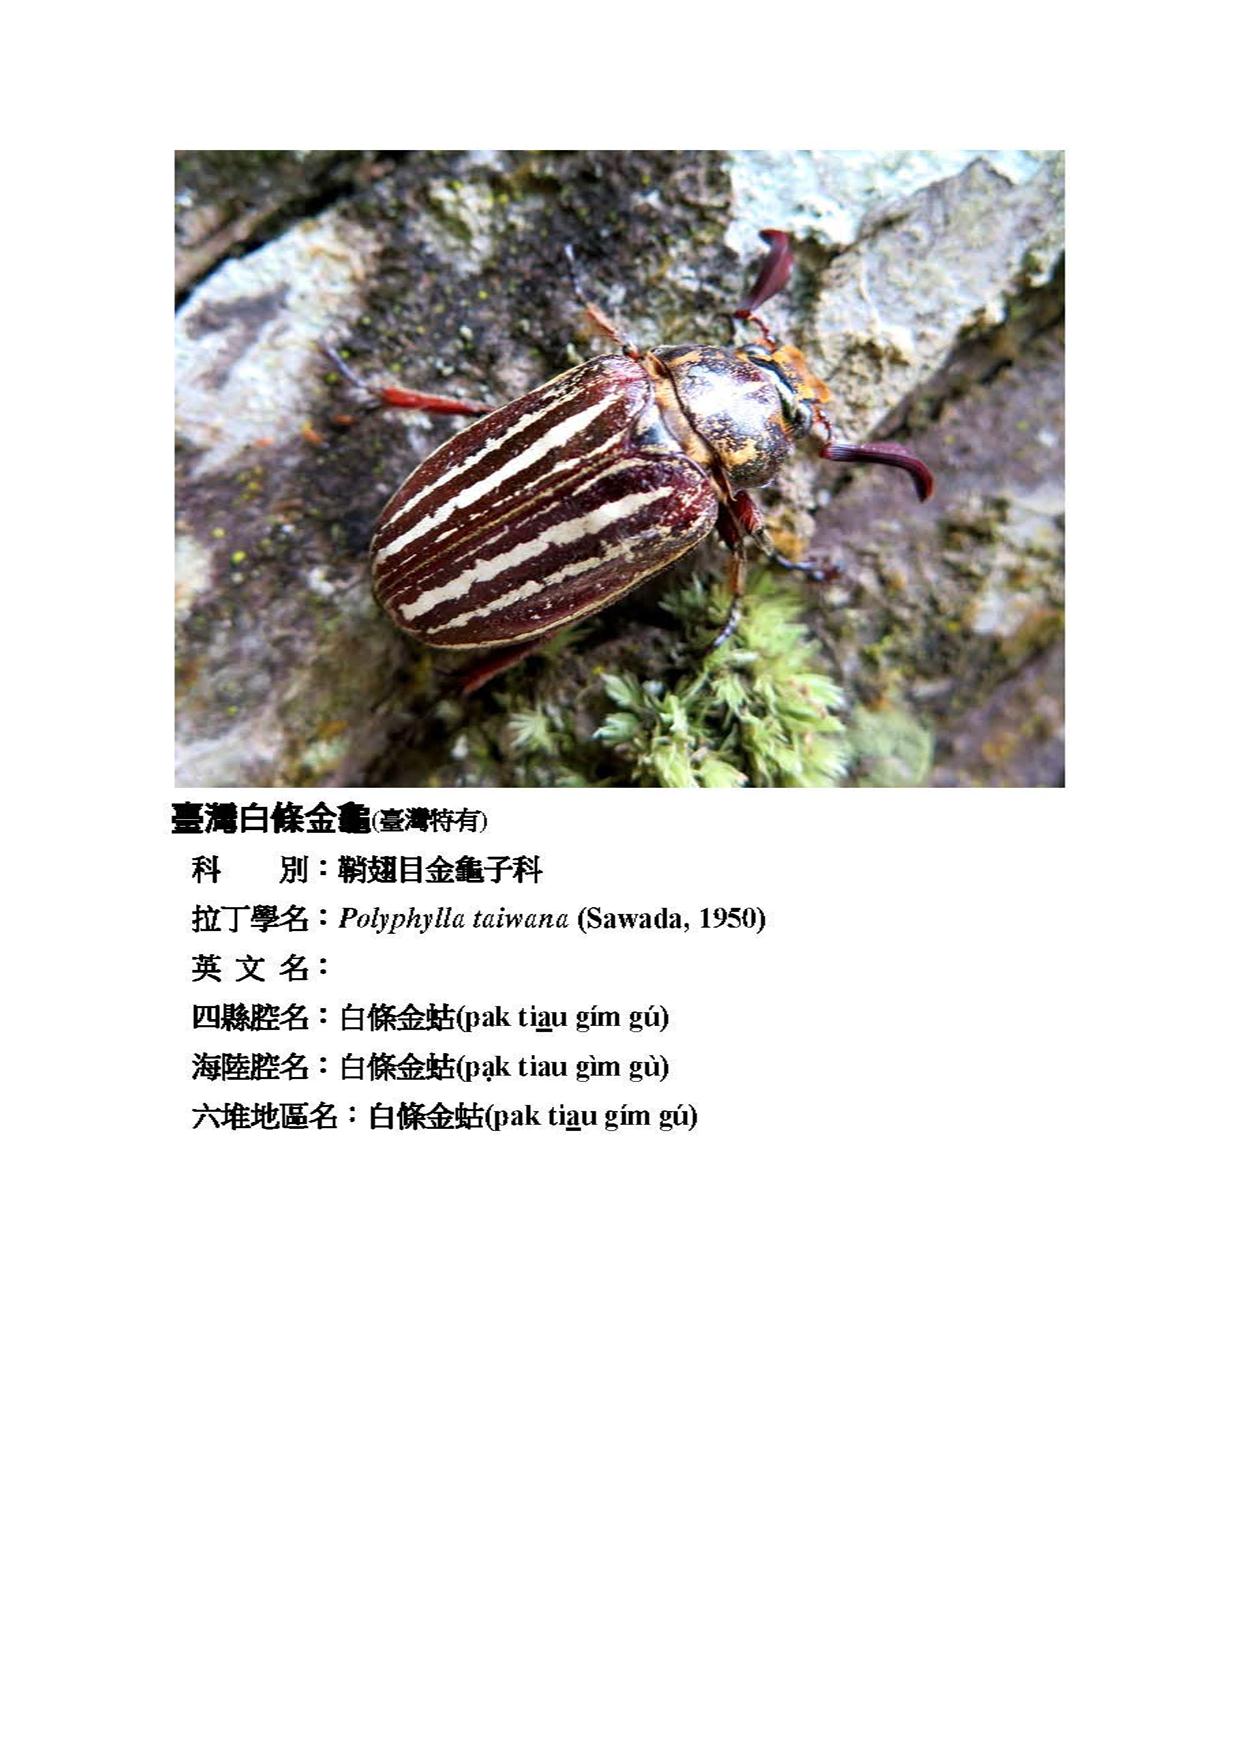 臺灣白條金龜(臺灣特有)
科　　別：鞘翅目金龜子科
拉丁學名：Polyphylla taiwana (Sawada, 1950)
英 文 名：
四縣腔名：白條金蛄(pak tia̲u gím gú)
海陸腔名：白條金蛄(pạk tiau gìm gù)
六堆地區名：白條金蛄(pak tia̲u gím gú)